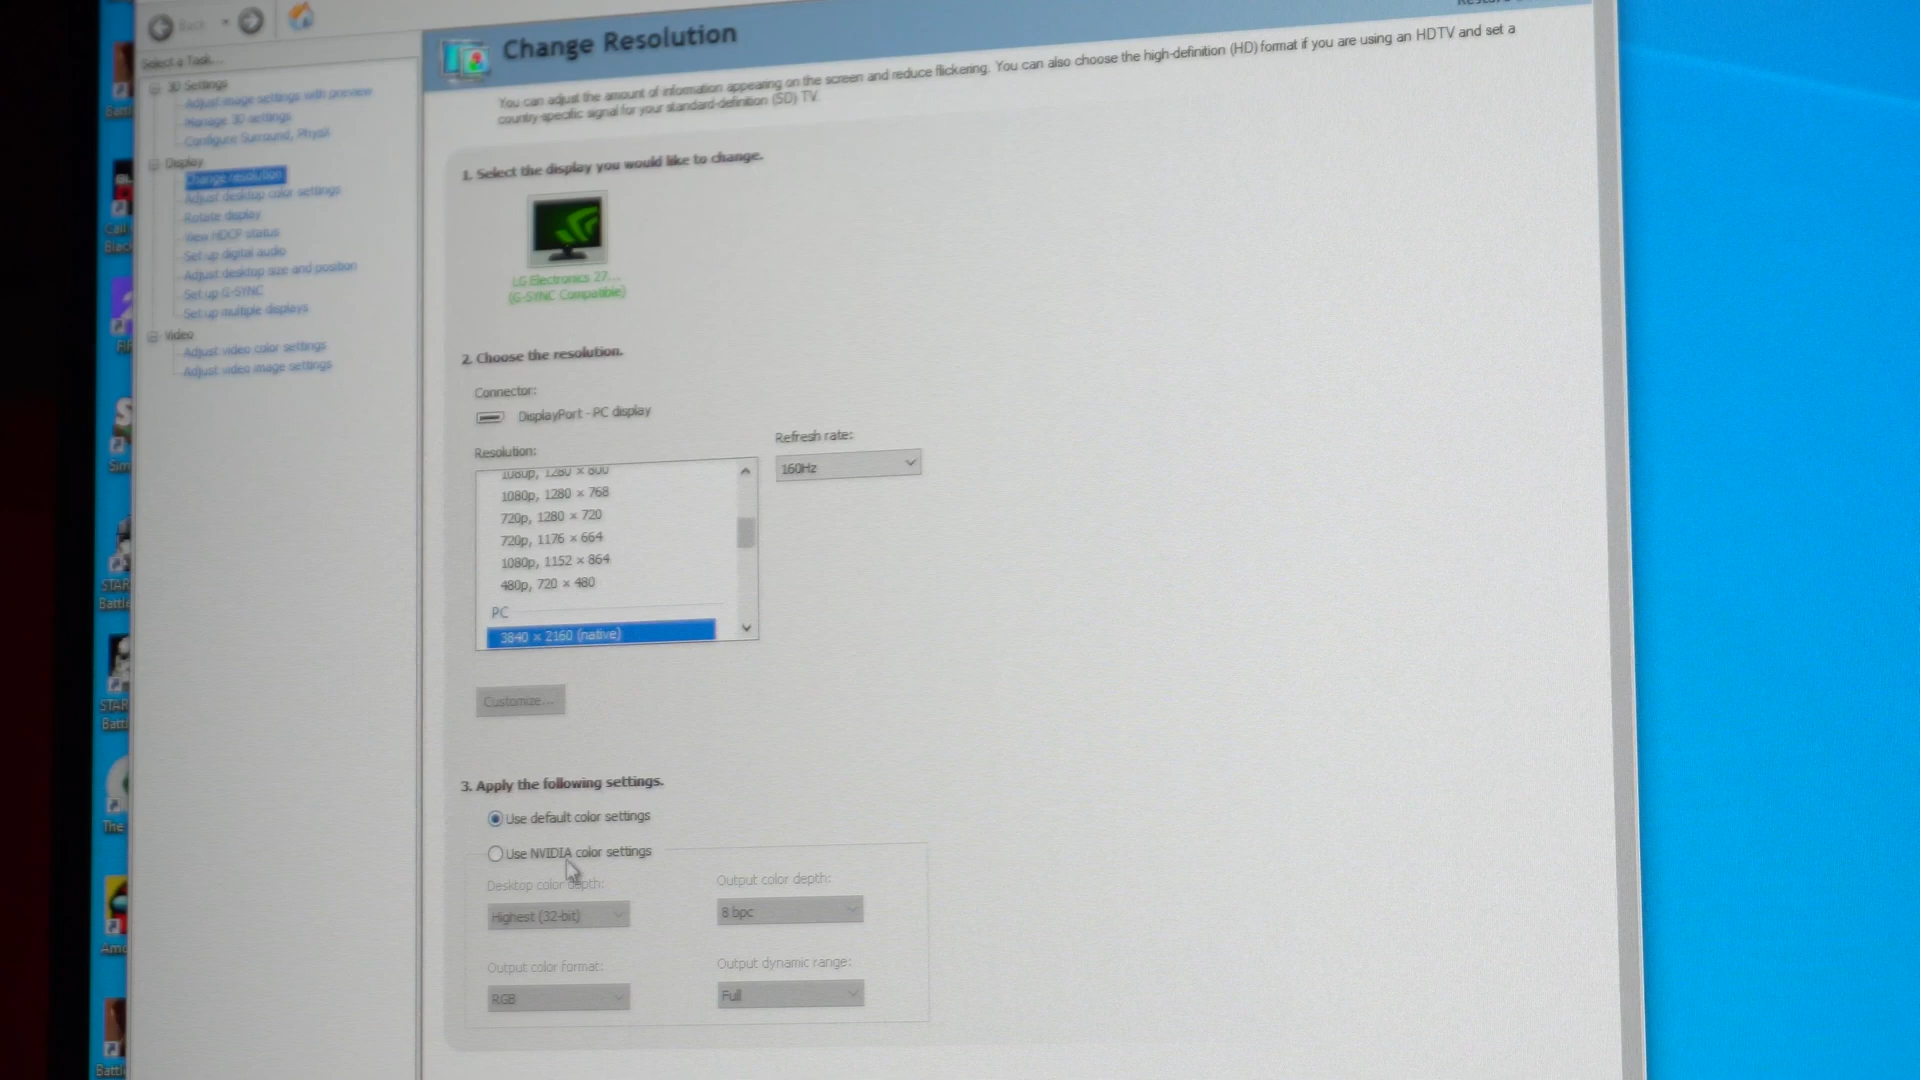 Back
Select a Task...
3D Settings
Adjust image settings with preview
Manage 3D settings
Configure Surround, PhysX
Display
Change resolution
Adjust desktop color settings
Rotate display
View HDCP status
Set up digital audio
Adjust desktop size and position
Set up G-SYNC
Set up multiple displays
Video
Adjust video color settings
Adjust video image settings
Change Resolution
You can adjust the amount of information appearing on the screen and reduce flickering. You can also choose the high-definition (HD) format if you are using an HDTV and set a
country-specific signal for your standard-definition (SD) TV.
1. Select the display you would like to change.
LG Electronics 27...
(G-SYNC Compatible)
2. Choose the resolution.
Connector:
DisplayPort - PC display
Resolution:
Refresh rate:
160Hz
1080p, 1280 × 800
1080p, 1280 × 768
720p, 1280 × 720
720p, 1176 × 664
1080p, 1152 × 864
480p, 720 × 480
PC
3840 × 2160 (native)
Customize...
3. Apply the following settings.
Use default color settings
Use NVIDIA color settings
Desktop color depth:
Output color depth:
Highest (32-bit)
8 bpc
Output color format:
Output dynamic range:
RGB
Full
Call
STAR
Battl
STAR
Battl
The
Battl